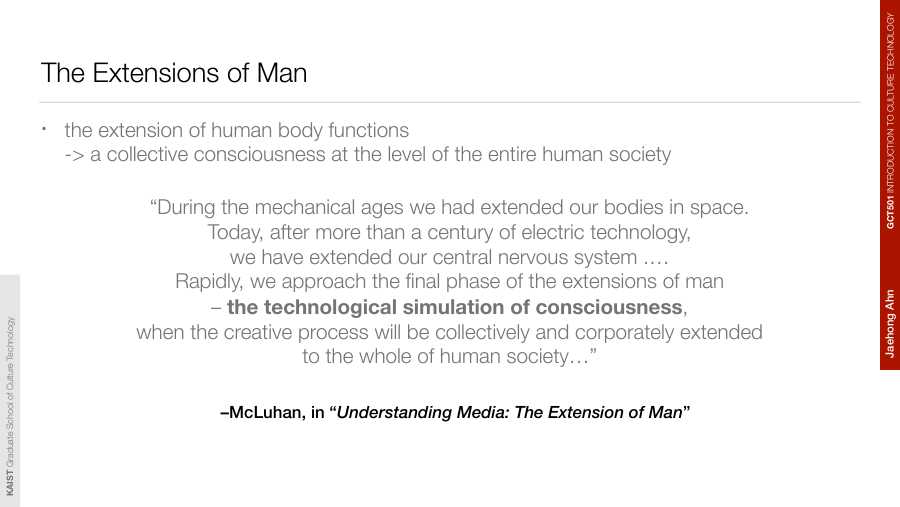 The Extensions of Man
• the extension of human body functions
-> a collective consciousness at the level of the entire human society
“During the mechanical ages we had extended our bodies in space.
Today, after more than a century of electric technology,
we have extended our central nervous system ….
Rapidly, we approach the final phase of the extensions of man
– the technological simulation of consciousness,
when the creative process will be collectively and corporately extended
to the whole of human society…”
–McLuhan, in “Understanding Media: The Extension of Man”
GCT501 INTRODUCTION TO CULTURE TECHNOLOGY
Jaehong Ahn
KAIST Graduate School of Culture Technology